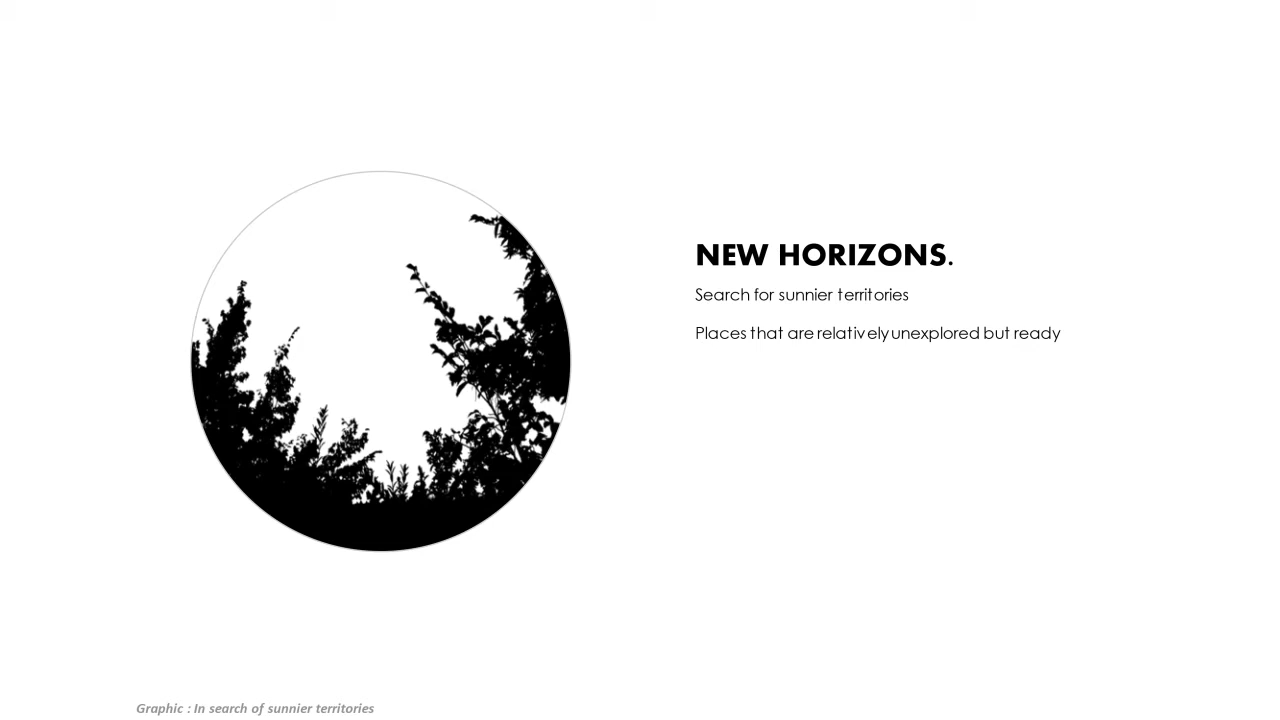 NEW HORIZONS.
Search for sunnier territories
Places that are relatively unexplored but ready
Graphic : In search of sunnier territories